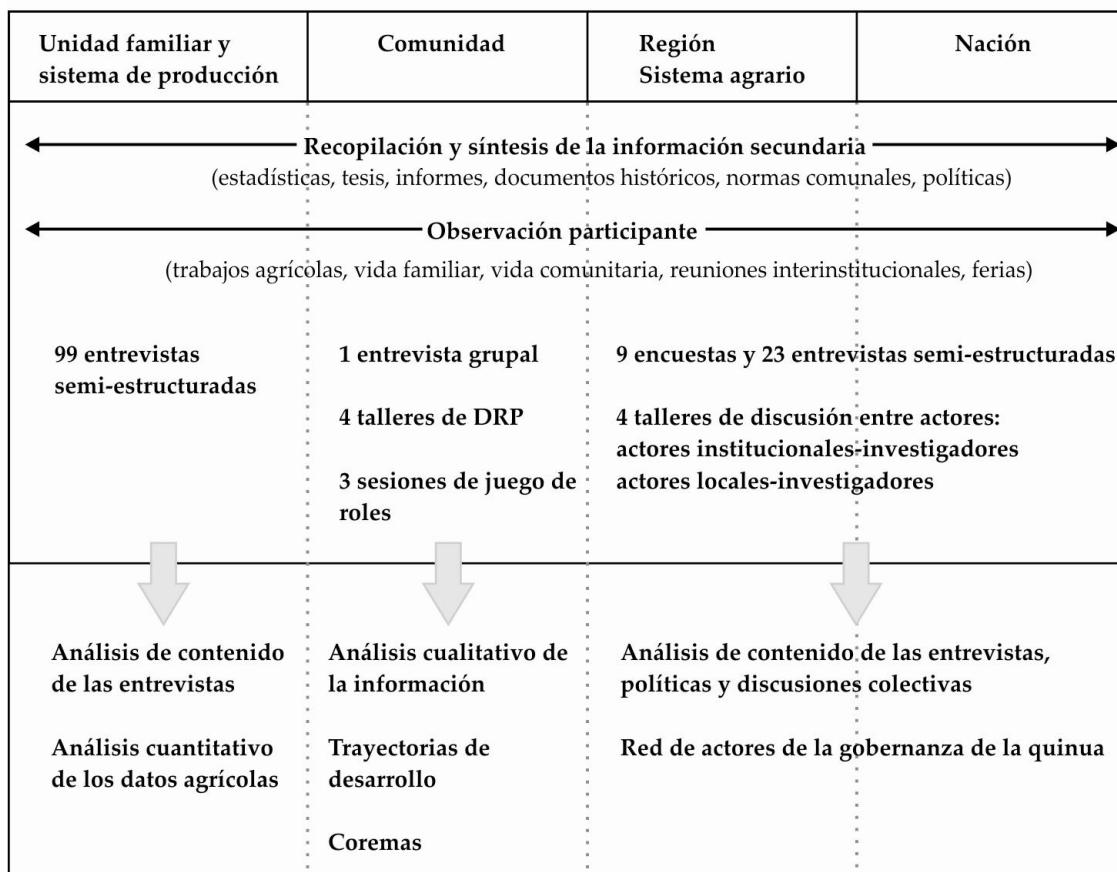 Unidad familiar y
sistema de producción
Comunidad
Región
Sistema agrario
Nación
Recopilación y síntesis de la información secundaria
(estadísticas, tesis, informes, documentos históricos, normas comunales, políticas)
Observación participante
(trabajos agrícolas, vida familiar, vida comunitaria, reuniones interinstitucionales, ferias)
99 entrevistas
semi-estructuradas
1 entrevista grupal
4 talleres de DRP
3 sesiones de juego de
roles
9 encuestas y 23 entrevistas semi-estructuradas
4 talleres de discusión entre actores:
actores institucionales-investigadores
actores locales-investigadores
Análisis de contenido
de las entrevistas
Análisis cuantitativo
de los datos agrícolas
Análisis cualitativo de
la información
Trayectorias de
desarrollo
Coremas
Análisis de contenido de las entrevistas,
políticas y discusiones colectivas
Red de actores de la gobernanza de la quinua